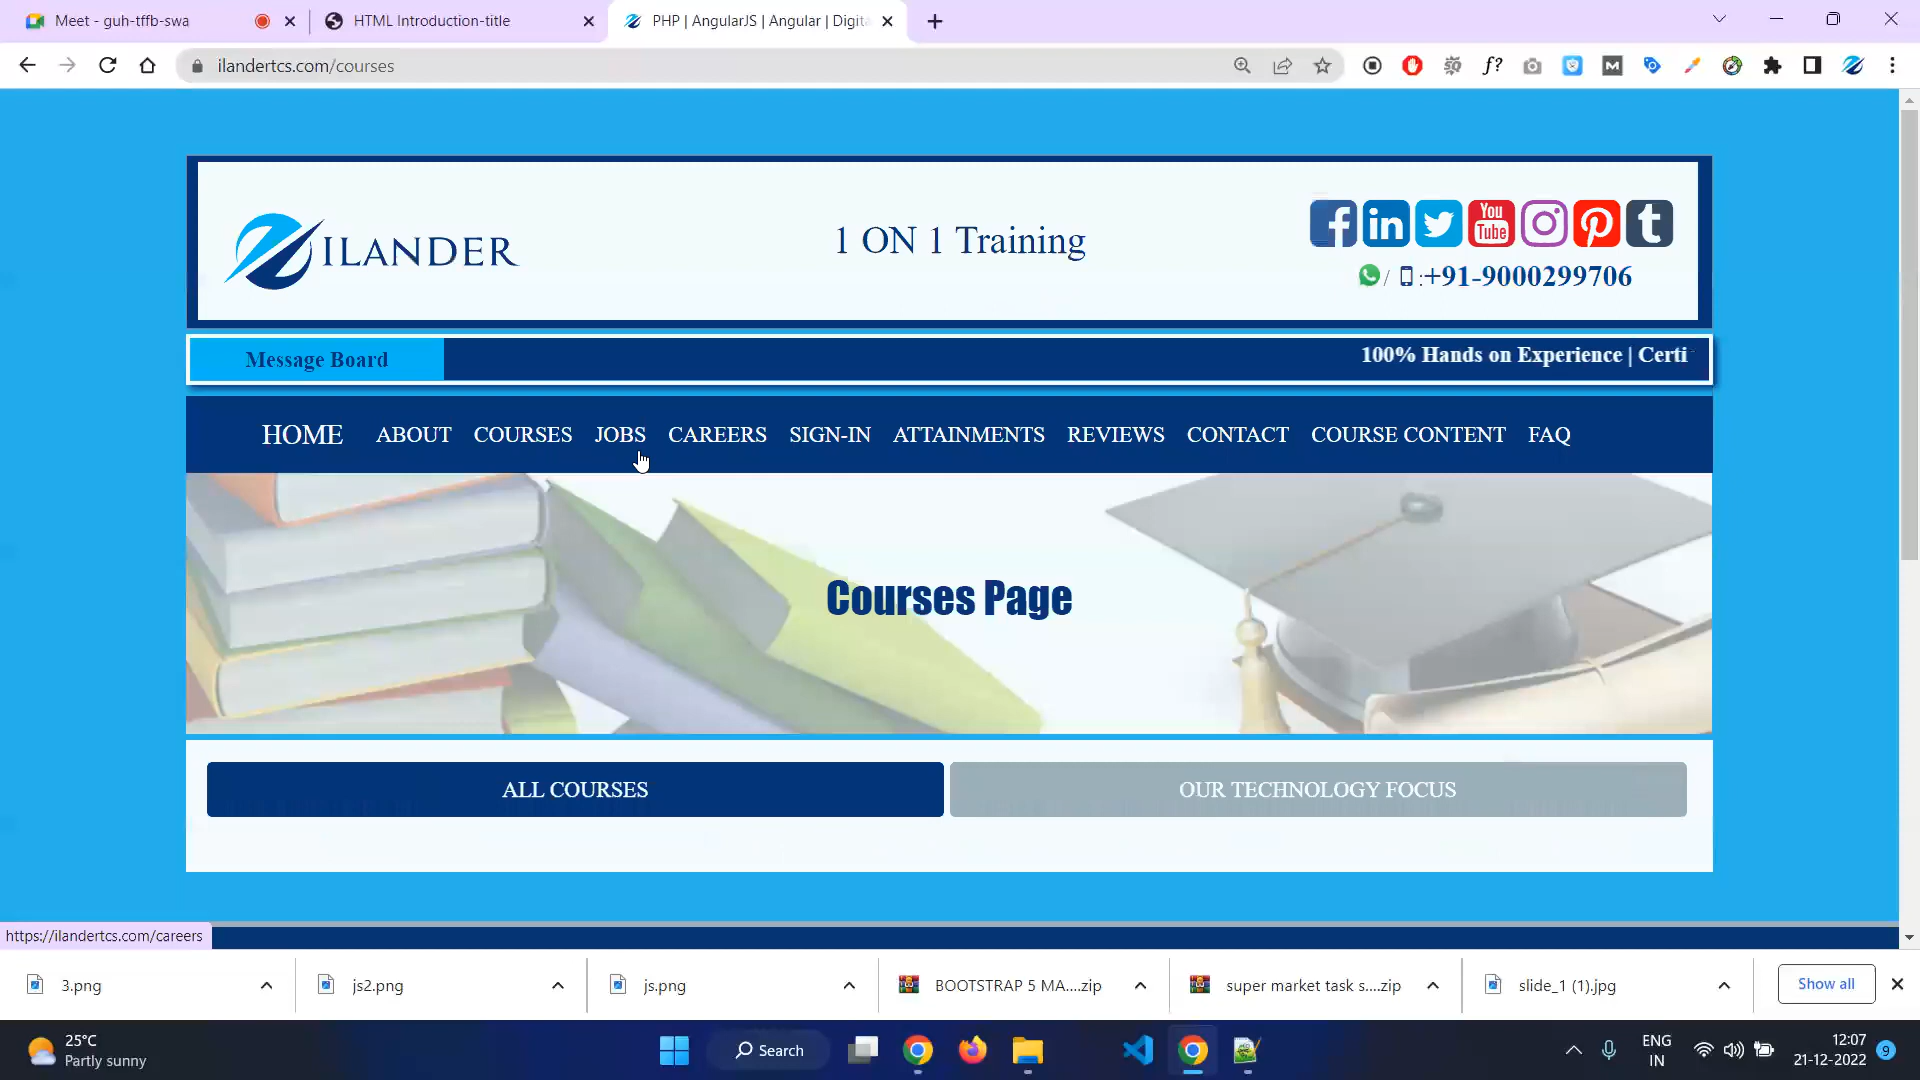 Meet - guh-tffb-swa
HTML Introduction-title
PHP | AngularJS | Angular | Digita
ilandertcs.com/courses
ILANDER
1 ON 1 Training
in
You
Tube
t
/ :+91-9000299706
Message Board
100% Hands on Experience | Certi
HOME ABOUT COURSES JOBS CAREERS SIGN-IN ATTAINMENTS REVIEWS CONTACT COURSE CONTENT FAQ
Courses Page
ALL COURSES
OUR TECHNOLOGY FOCUS
https://ilandertcs.com/careers
3.png
js2.png
js.png
BOOTSTRAP 5 MA....zip
super market task s....zip
slide_1 (1).jpg
Show all
25°C
Partly sunny
Search
ENG
IN
12:07
21-12-2022
9